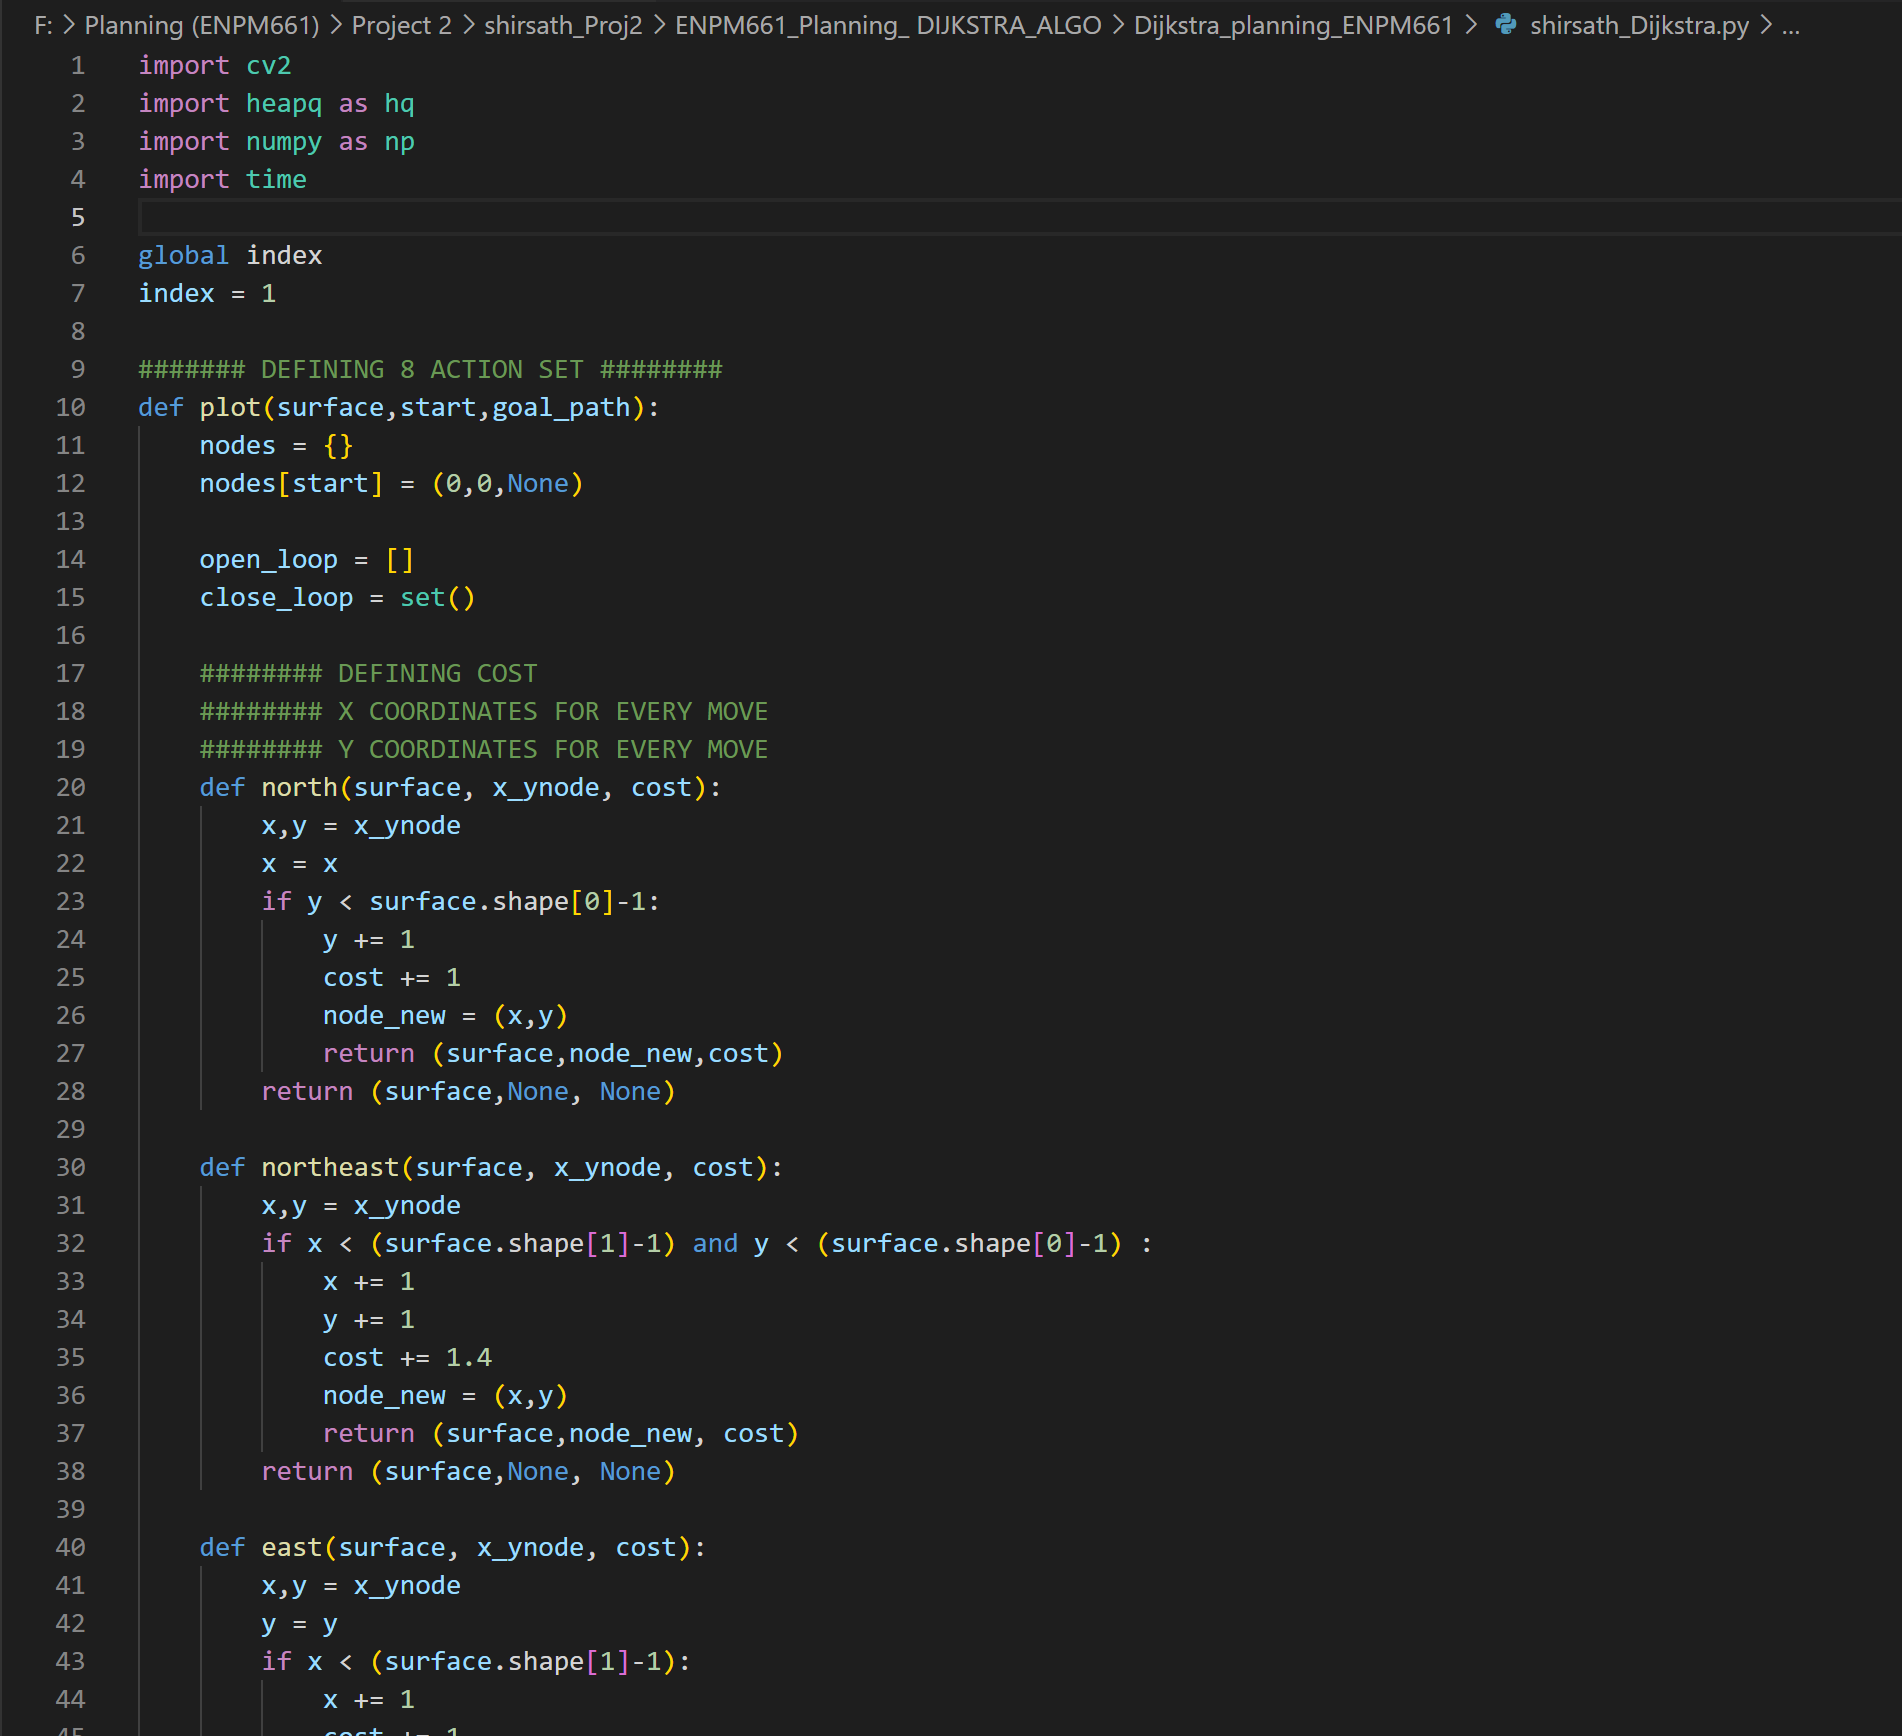 F: > Planning (ENPM661) > Project 2 > shirsath_Proj2 > ENPM661_Planning_ DIJKSTRA_ALGO > Dijkstra_planning_ENPM661 > shirsath_Dijkstra.py > ...
1 import cv2
2 import heapq as hq
3 import numpy as np
4 import time
5
6 global index
7 index = 1
8
9 ####### DEFINING 8 ACTION SET ########
10 def plot(surface,start,goal_path):
11     nodes = {}
12     nodes[start] = (0,0,None)
13
14     open_loop = []
15     close_loop = set()
16
17     ######## DEFINING COST
18     ######## X COORDINATES FOR EVERY MOVE
19     ######## Y COORDINATES FOR EVERY MOVE
20     def north(surface, x_ynode, cost):
21         x,y = x_ynode
22         x = x
23         if y < surface.shape[0]-1:
24             y += 1
25             cost += 1
26             node_new = (x,y)
27             return (surface,node_new,cost)
28         return (surface,None, None)
29
30     def northeast(surface, x_ynode, cost):
31         x,y = x_ynode
32         if x < (surface.shape[1]-1) and y < (surface.shape[0]-1) :
33             x += 1
34             y += 1
35             cost += 1.4
36             node_new = (x,y)
37             return (surface,node_new, cost)
38         return (surface,None, None)
39
40     def east(surface, x_ynode, cost):
41         x,y = x_ynode
42         y = y
43         if x < (surface.shape[1]-1):
44             x += 1
45             cost += 1